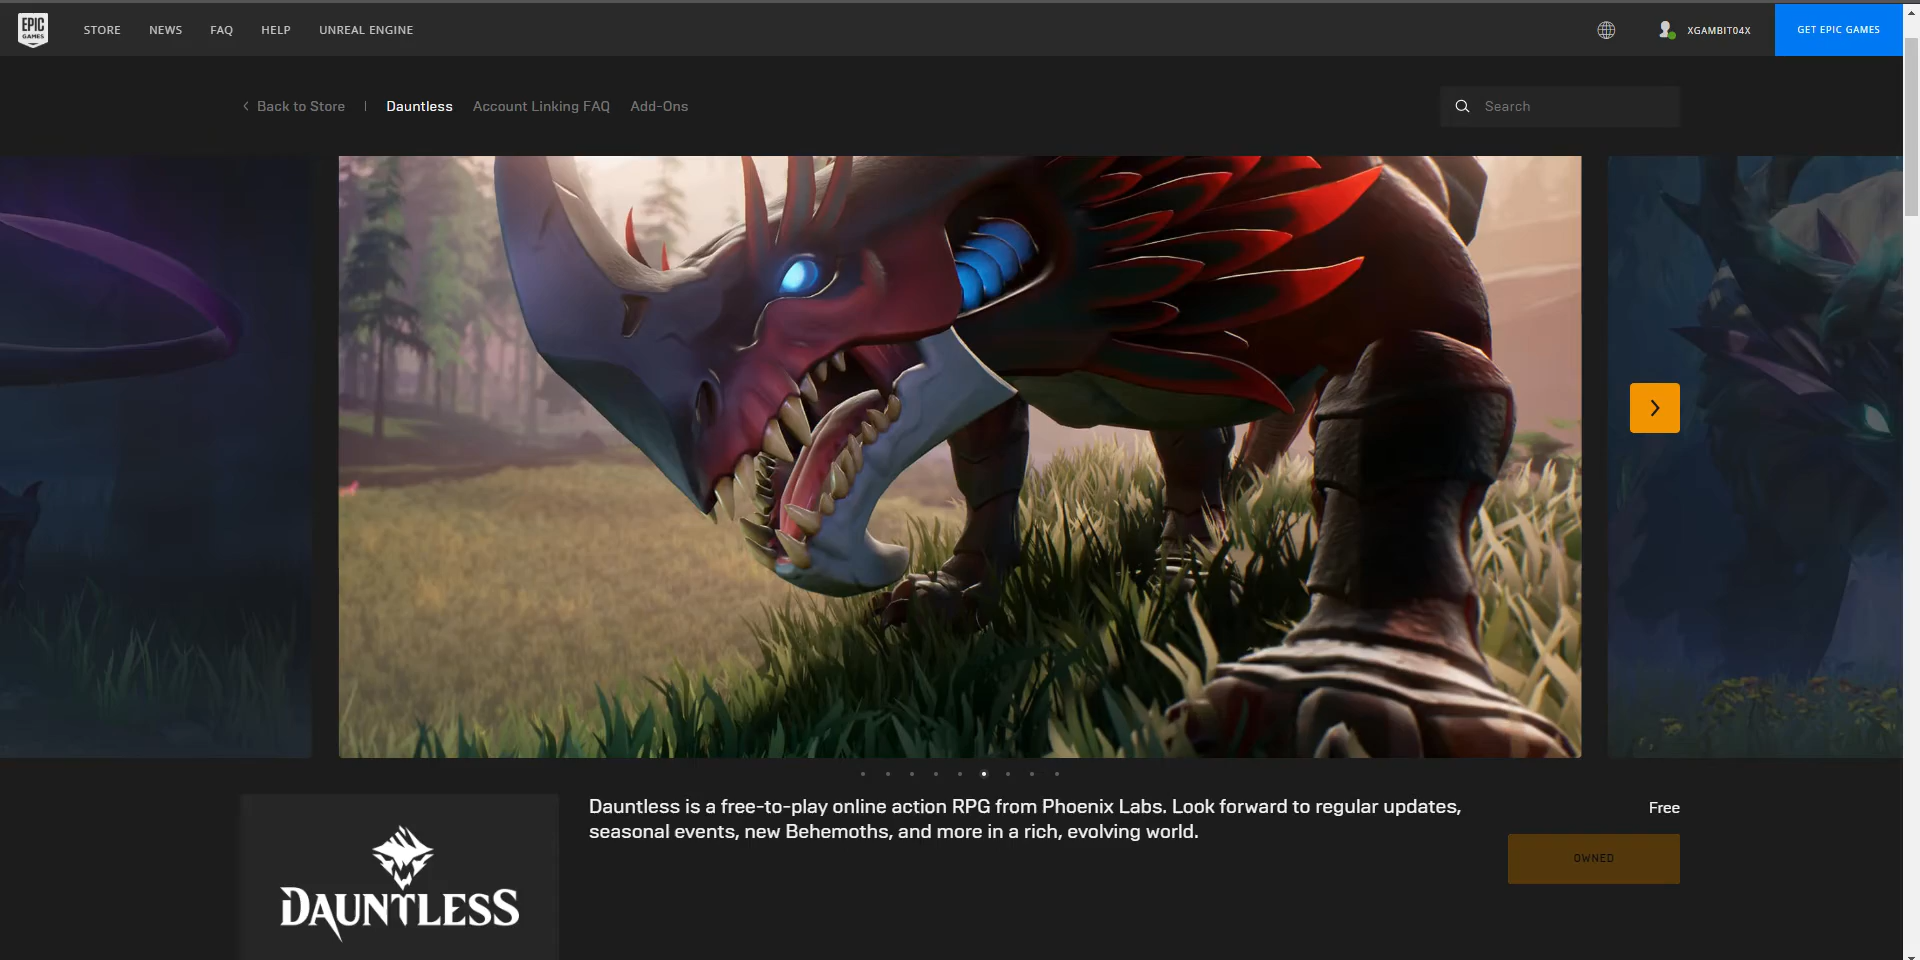 EPIC
GAMES
STORE
NEWS
FAQ
HELP
UNREAL ENGINE
XGAMBIT04X
GET EPIC GAMES
Back to Store
Dauntless
Account Linking FAQ
Add-Ons
Search
Dauntless is a free-to-play online action RPG from Phoenix Labs. Look forward to regular updates,
seasonal events, new Behemoths, and more in a rich, evolving world.
Free
OWNED
DAUNTLESS